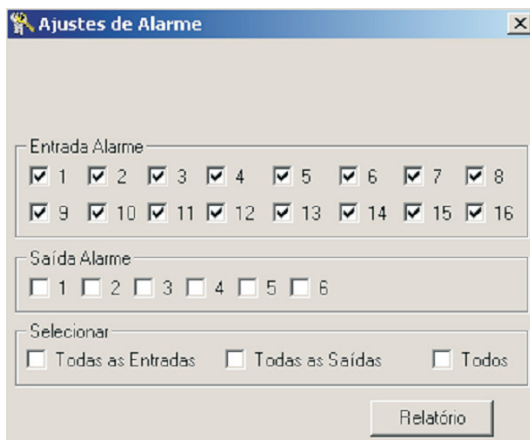 Ajustes de Alarme
Entrada Alarme
1 2 3 4 5 6 7 8
9 10 11 12 13 14 15 16
Saída Alarme
1 2 3 4 5 6
Selecionar
Todas as Entradas Todas as Saídas Todos
Relatório